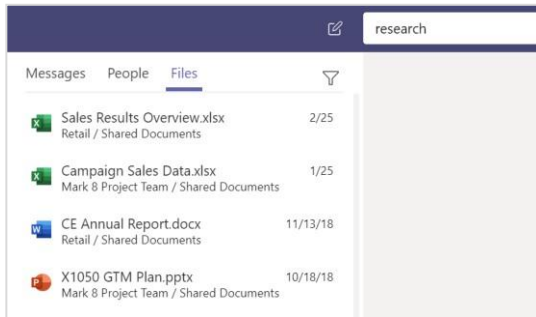 research
Messages People Files
Sales Results Overview.xlsx 2/25
Retail / Shared Documents
Campaign Sales Data.xlsx 1/25
Mark 8 Project Team / Shared Documents
CE Annual Report.docx 11/13/18
Retail / Shared Documents
X1050 GTM Plan.pptx 10/18/18
Mark 8 Project Team / Shared Documents